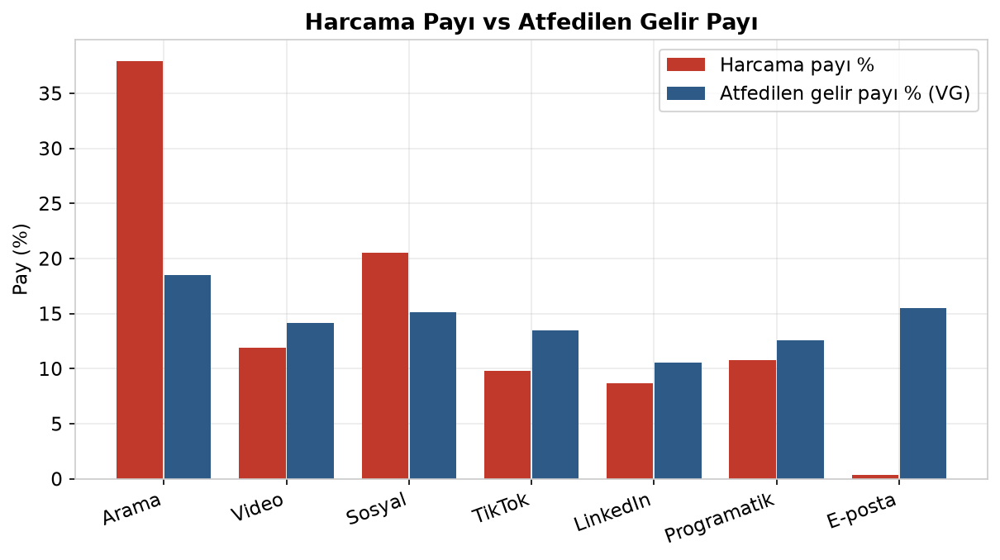 Harcama Payı vs Atfedilen Gelir Payı
Harcama payı %
Atfedilen gelir payı % (VG)
Pay (%)
35
30
25
20
15
10
5
0
Arama
Video
Sosyal
TikTok
LinkedIn
Programatik
E-posta